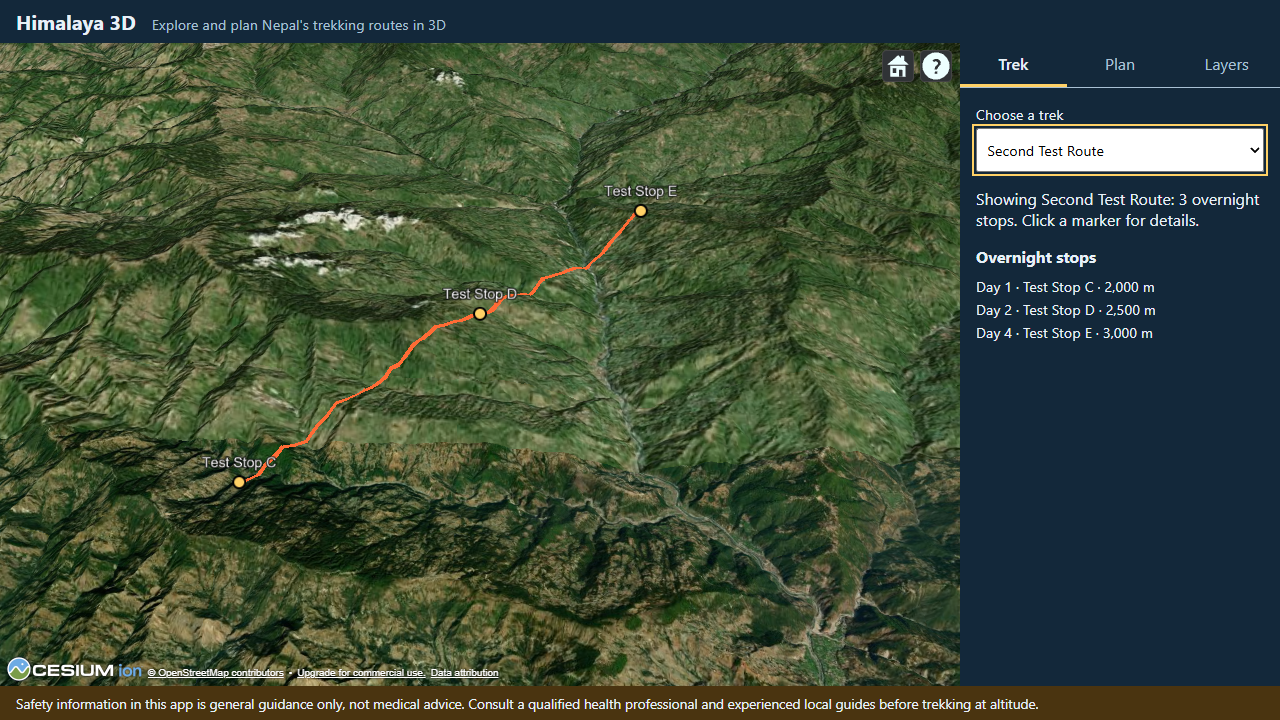 Himalaya 3D Explore and plan Nepal's trekking routes in 3D
?
Trek Plan Layers
Choose a trek
Second Test Route
Showing Second Test Route: 3 overnight
stops. Click a marker for details.
Overnight stops
Day 1 · Test Stop C · 2,000 m
Day 2 · Test Stop D · 2,500 m
Day 4 · Test Stop E · 3,000 m
Test Stop E
Test Stop D
Test Stop C
CESIUM ion © OpenStreetMap contributors • Upgrade for commercial use. Data attribution
Safety information in this app is general guidance only, not medical advice. Consult a qualified health professional and experienced local guides before trekking at altitude.